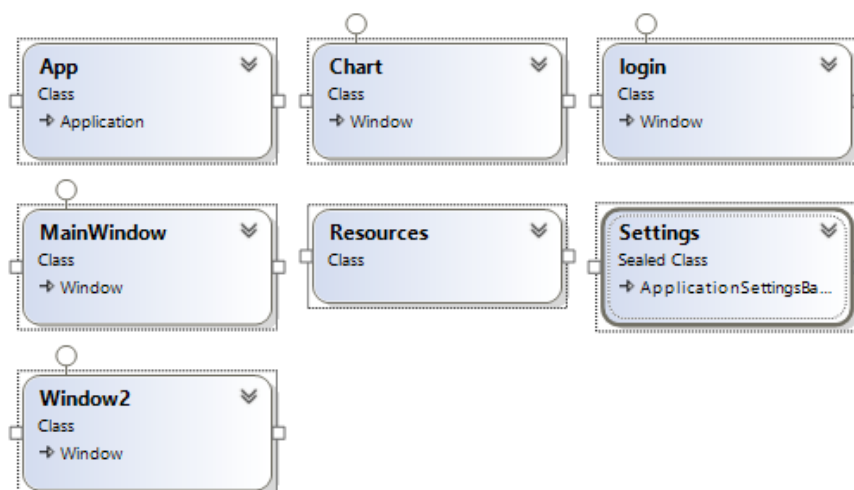 App
Class
Application
Chart
Class
Window
login
Class
Window
MainWindow
Class
Window
Resources
Class
Settings
Sealed Class
ApplicationSettingsBa...
Window2
Class
Window